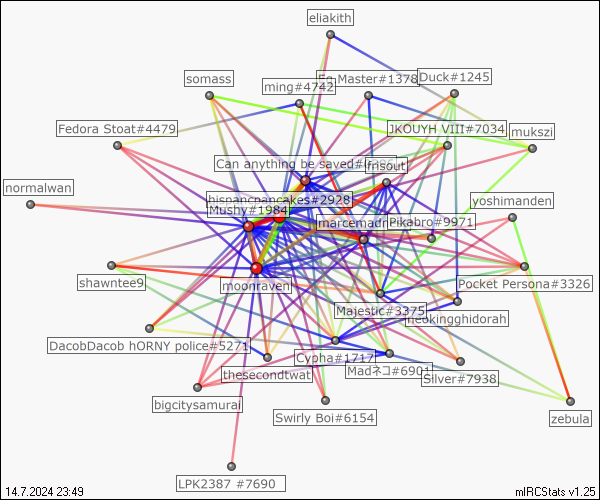 eliakith
somass
ming#4742
Master#1378
Duck#1245
Fedora Stoat#4479
JKOUYH VIII#7034
mukszi
Can anything be saved#
frisout
normalwan
hispancpancakes#2928
Mushy#1984
yoshimanden
marcemadri
Pikabro#9971
shawntee9
moonraven
Pocket Persona#3326
Majestic#3375
neokingghidorah
DacobDacob hORNY police#5271
Cypha#1717
Madネコ#6901
thesecondtwat
Silver#7938
bigcitysamurai
Swirly Boi#6154
zebula
LPK2387 #7690
14.7.2024 23:49
mIRCStats v1.25